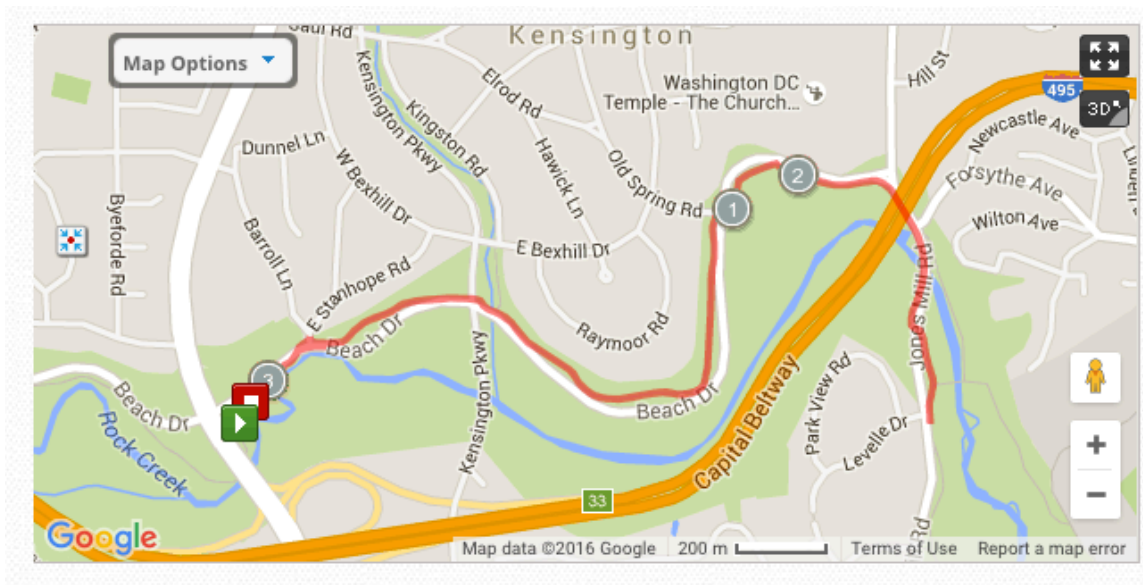 Saul Rd
Kensington
Map Options
Washington DC
Temple - The Church...
Hill St
495
3D
Elrod Rd
Kensington Pkwy
Kingston Rd
Newcastle Ave
Dunnel Ln
W Bexhill Dr
Hawick Ln
Old Spring Rd
2
1
Forsythe Ave
Wilton Ave
Byeforde Rd
Barroll Ln
E Bexhill Dr
E Stanhope Rd
Raymoor Rd
Jones Mill Rd
Beach Dr
3
Beach Dr
Beach Dr
Kensington Pkwy
Capital Beltway
Park View Rd
Levelle Dr
Rock Creek
33
Google
Map data ©2016 Google
200 m
Terms of Use
Report a map error